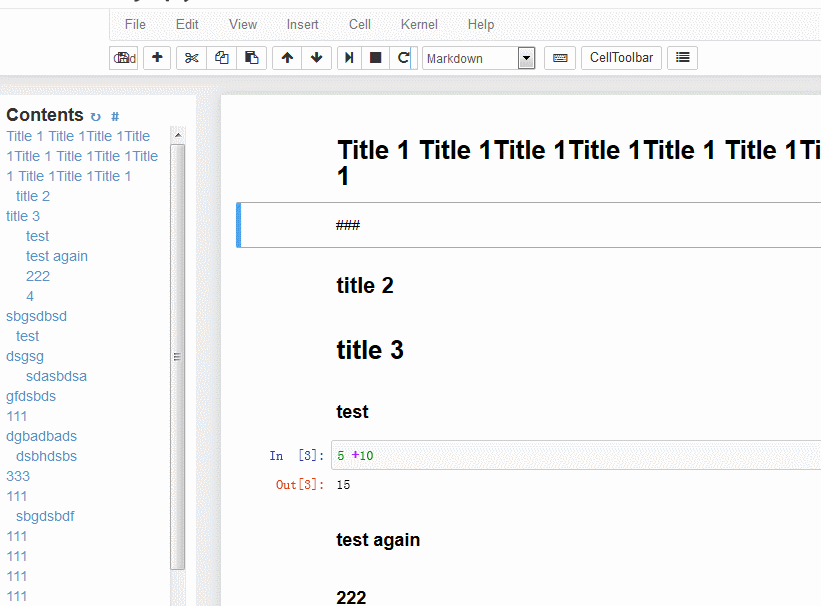 File Edit View Insert Cell Kernel Help
Markdown CellToolbar
Contents #
Title 1 Title 1Title 1Title
1Title 1 Title 1Title 1Title
1 Title 1Title 1Title 1
title 2
title 3
test
test again
222
4
sbgsdbsd
test
dsgsg
sdasbdsa
gfdsbds
111
dgbadbads
dsbhdsbs
333
111
sbgdsbdf
111
111
111
111
Title 1 Title 1Title 1Title 1Title 1 Title 1Ti
1
###
title 2
title 3
test
In [3]: 5 +10
Out[3]: 15
test again
222